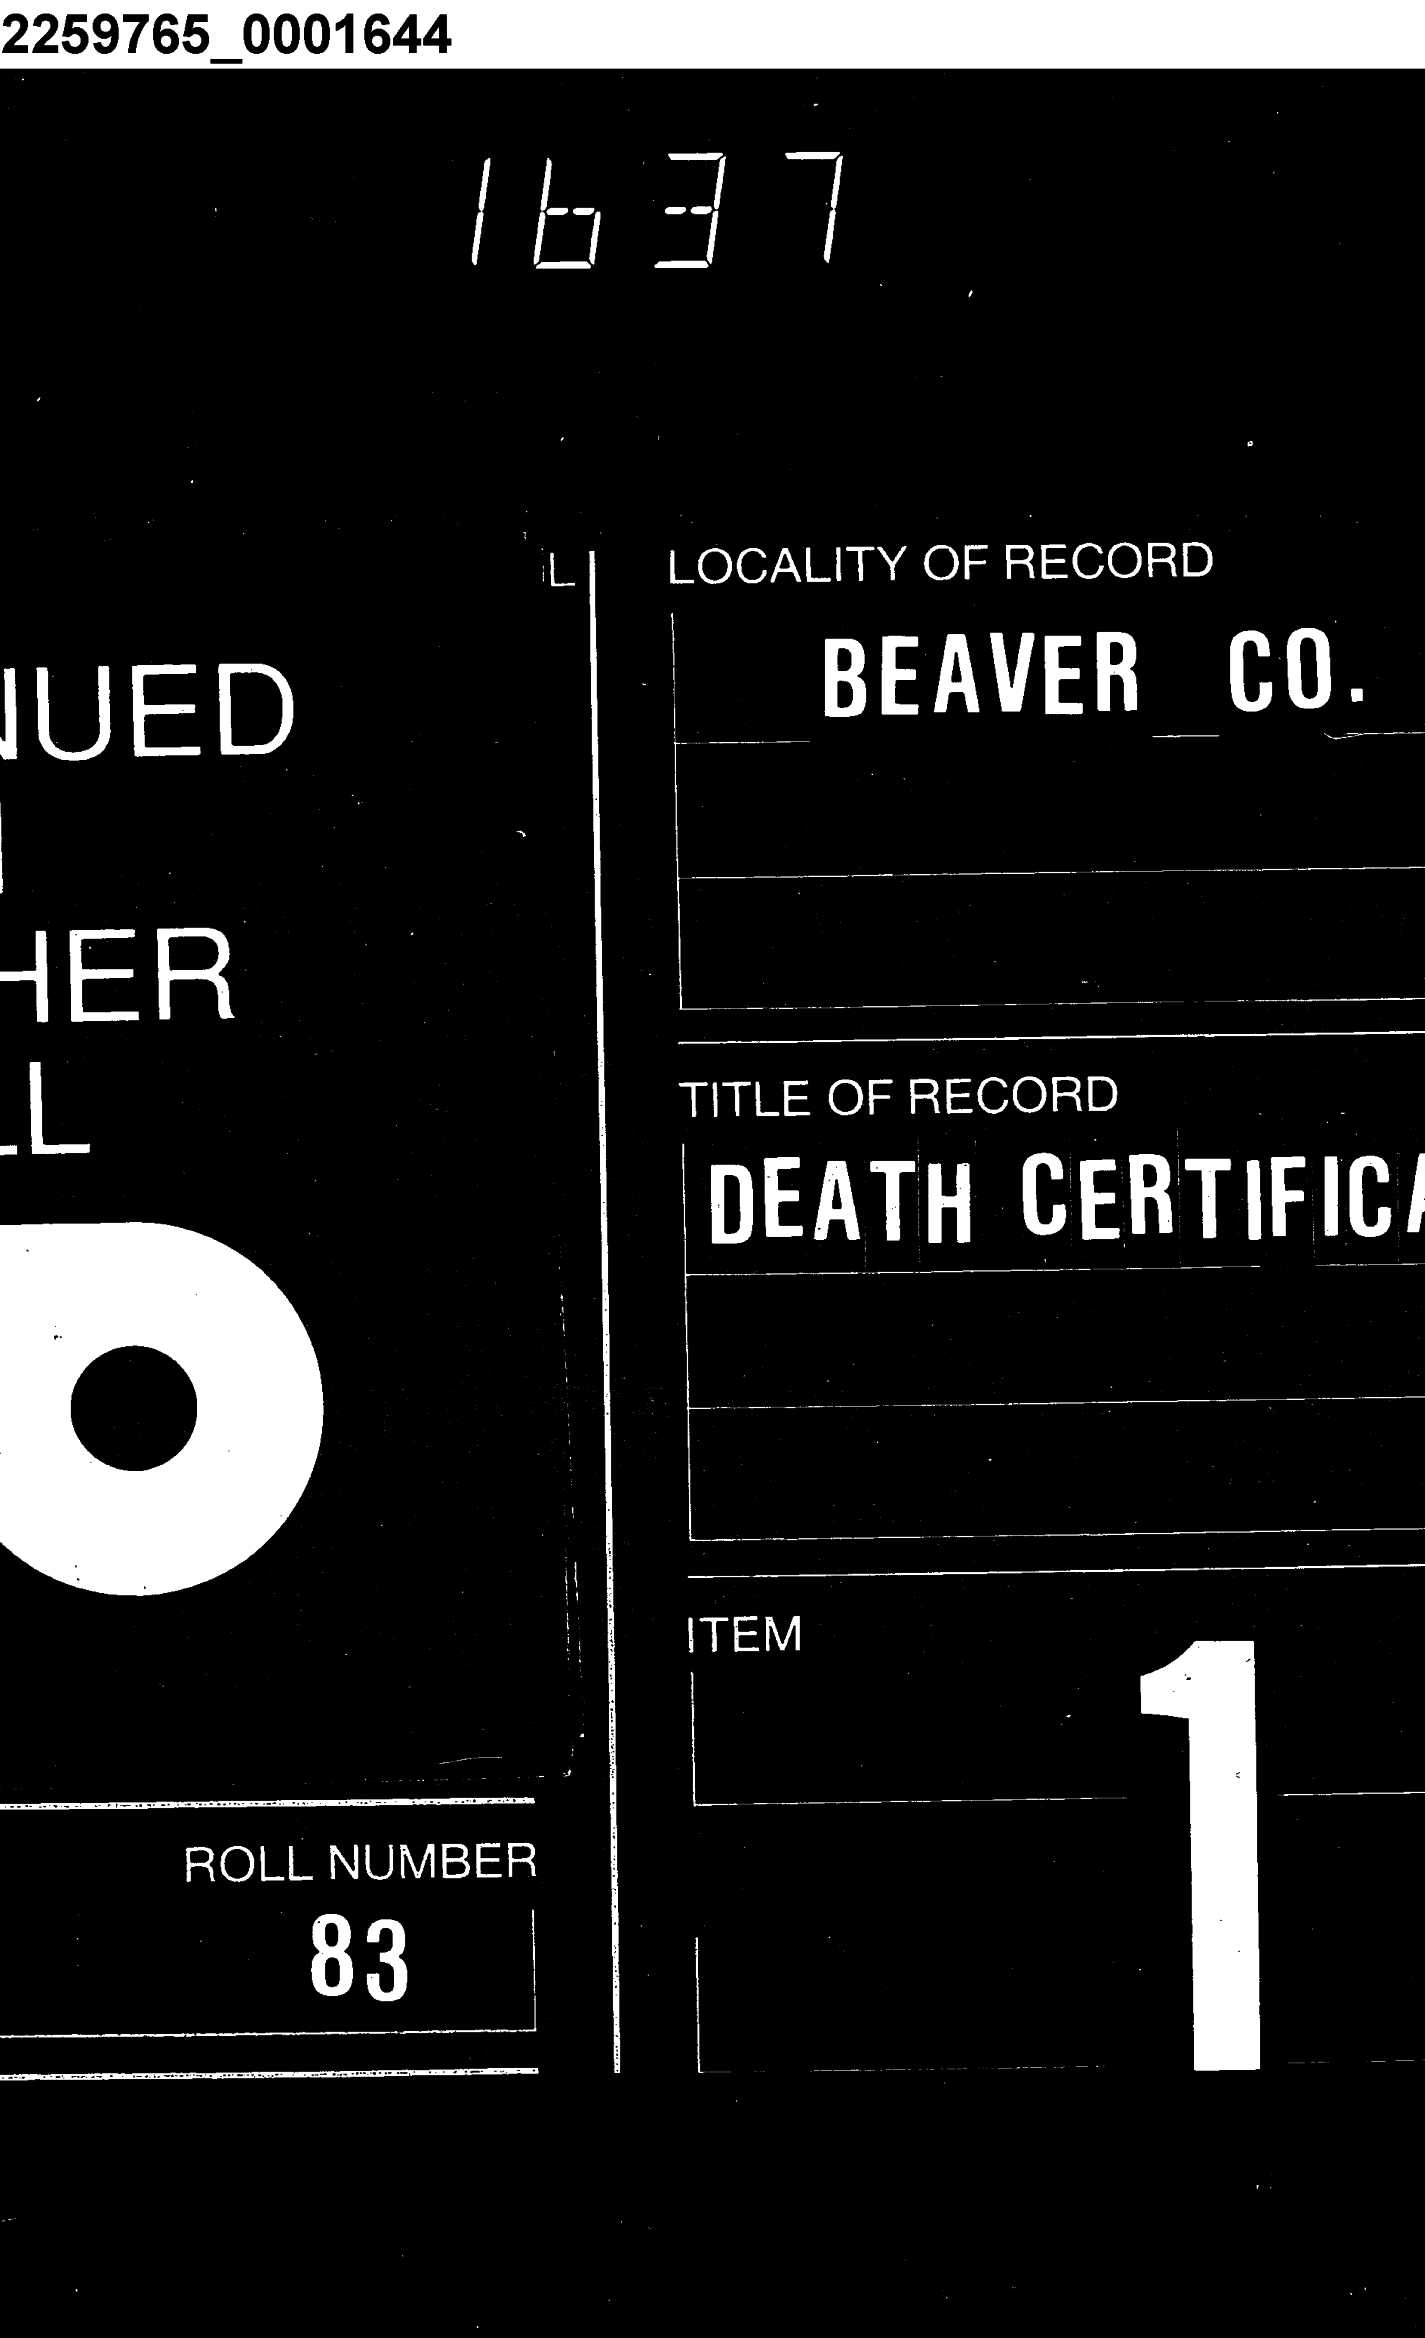 2259765_0001644
1637
IL
NUED
HER
LL
ROLL NUMBER
83
LOCALITY OF RECORD
BEAVER CO.
TITLE OF RECORD
DEATH CERTIFICA
ITEM
1